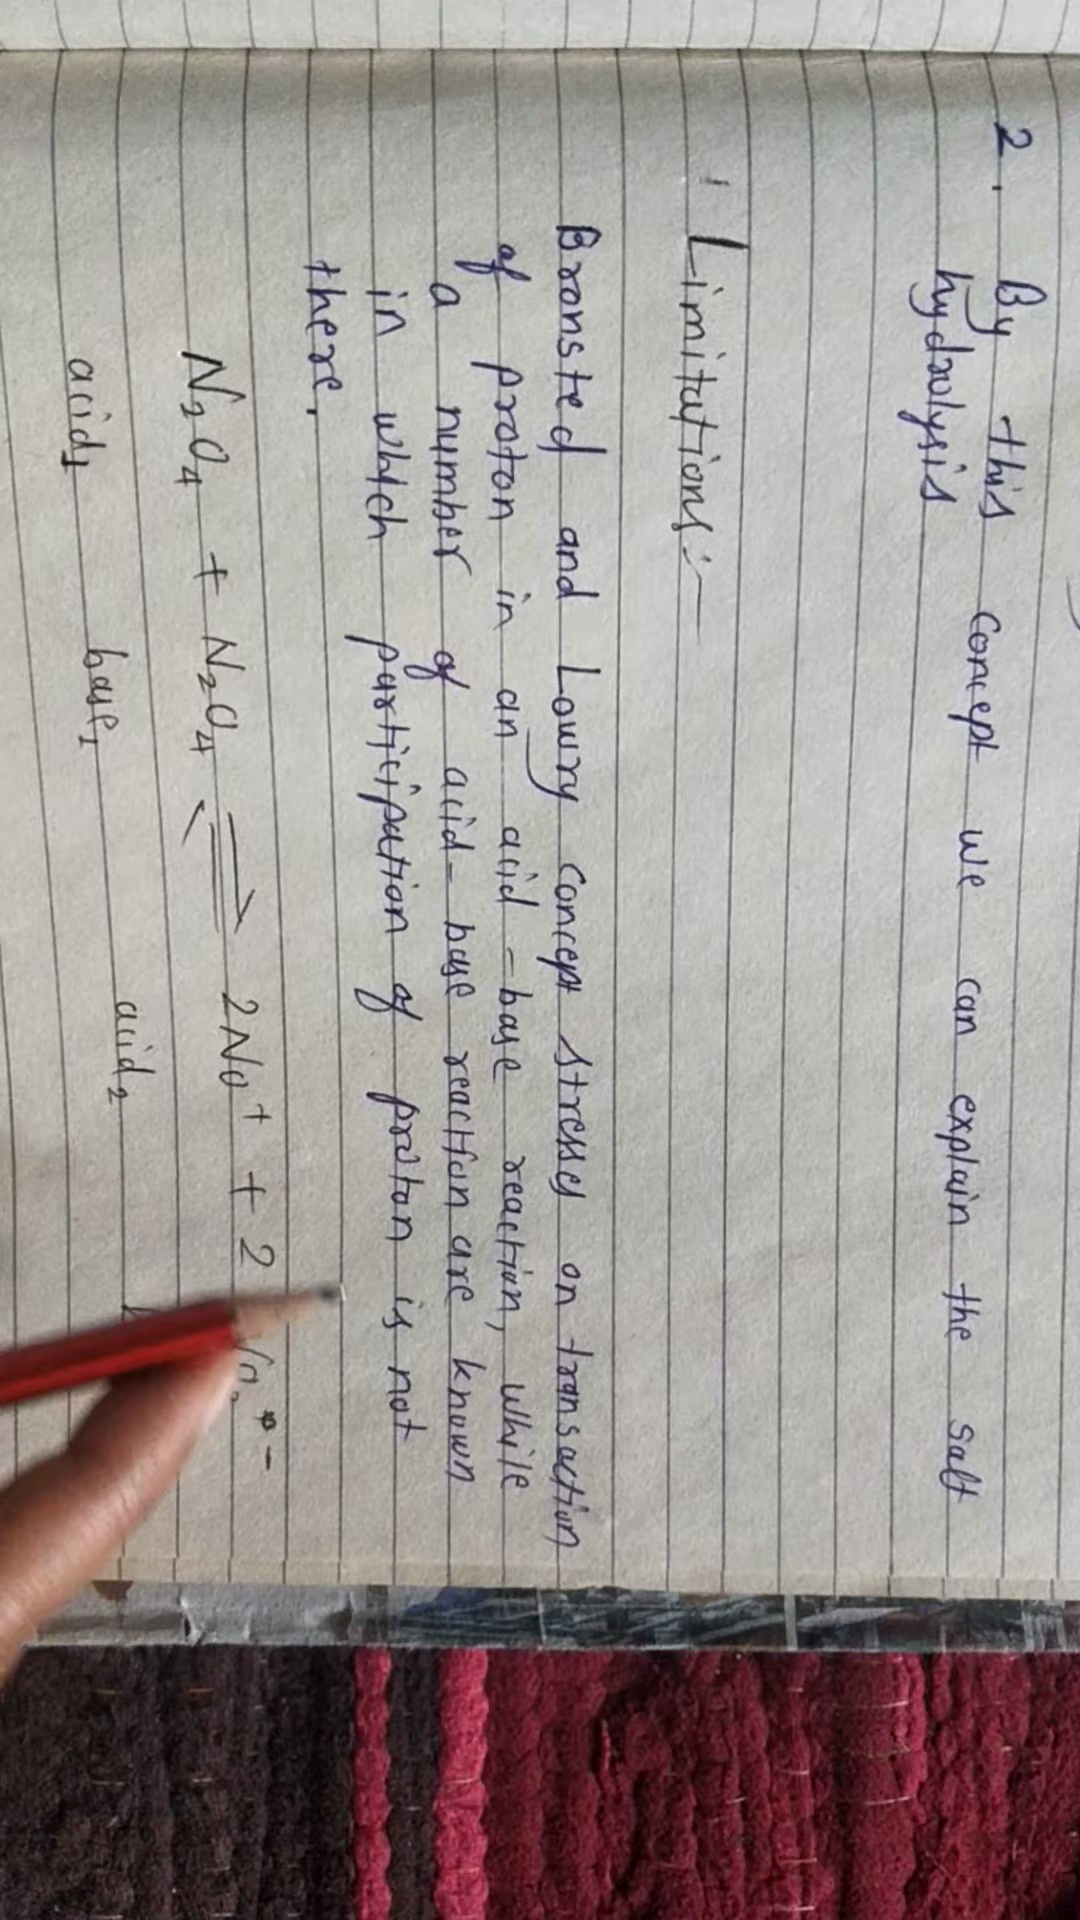 2. By this concept we can explain the salt
hydrolysis
Limitations:-
Bronsted and Lowry concept stresses on transaction
of proton in an acid-base reaction, while
a number of acid-base reaction are known
in which participation of proton is not
there.
N₂O₄ + N₂O₄ ⇌ 2NO⁺ + 2
acid₁ base₁ acid₂